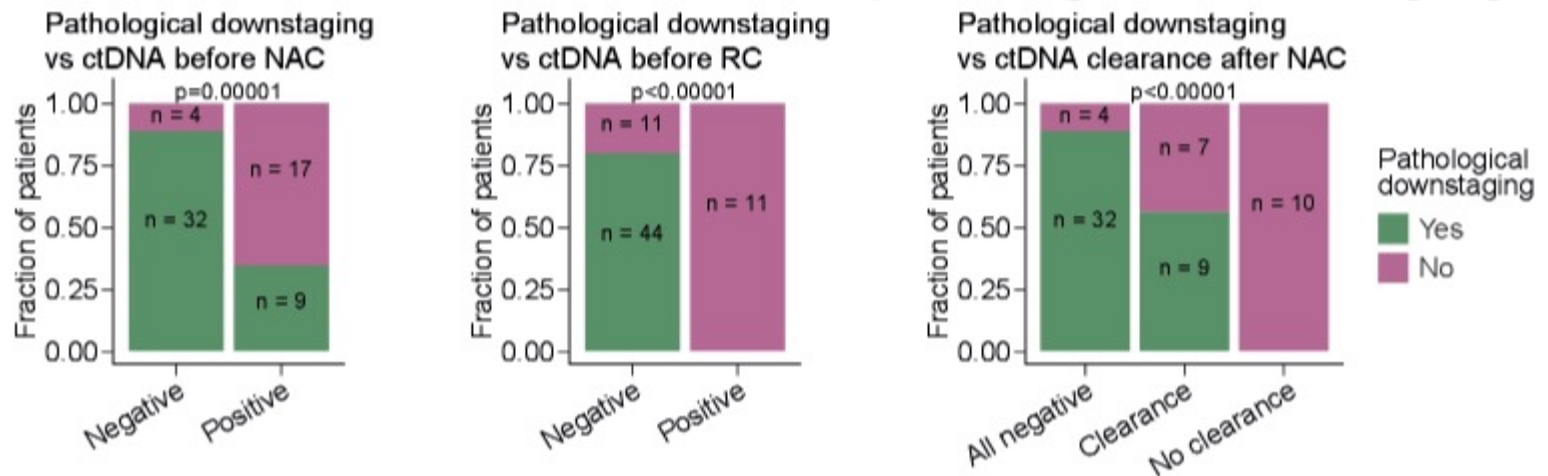 Pathological downstaging
vs ctDNA before NAC
p=0.00001
Fraction of patients
1.00
0.75
0.50
0.25
0.00
n = 4
n = 32
n = 17
n = 9
Negative
Positive
Pathological downstaging
vs ctDNA before RC
p<0.00001
Fraction of patients
1.00
0.75
0.50
0.25
0.00
n = 11
n = 44
n = 11
Negative
Positive
Pathological downstaging
vs ctDNA clearance after NAC
p<0.00001
Fraction of patients
1.00
0.75
0.50
0.25
0.00
n = 4
n = 32
n = 7
n = 9
n = 10
All negative
Clearance
No clearance
Pathological
downstaging
Yes
No